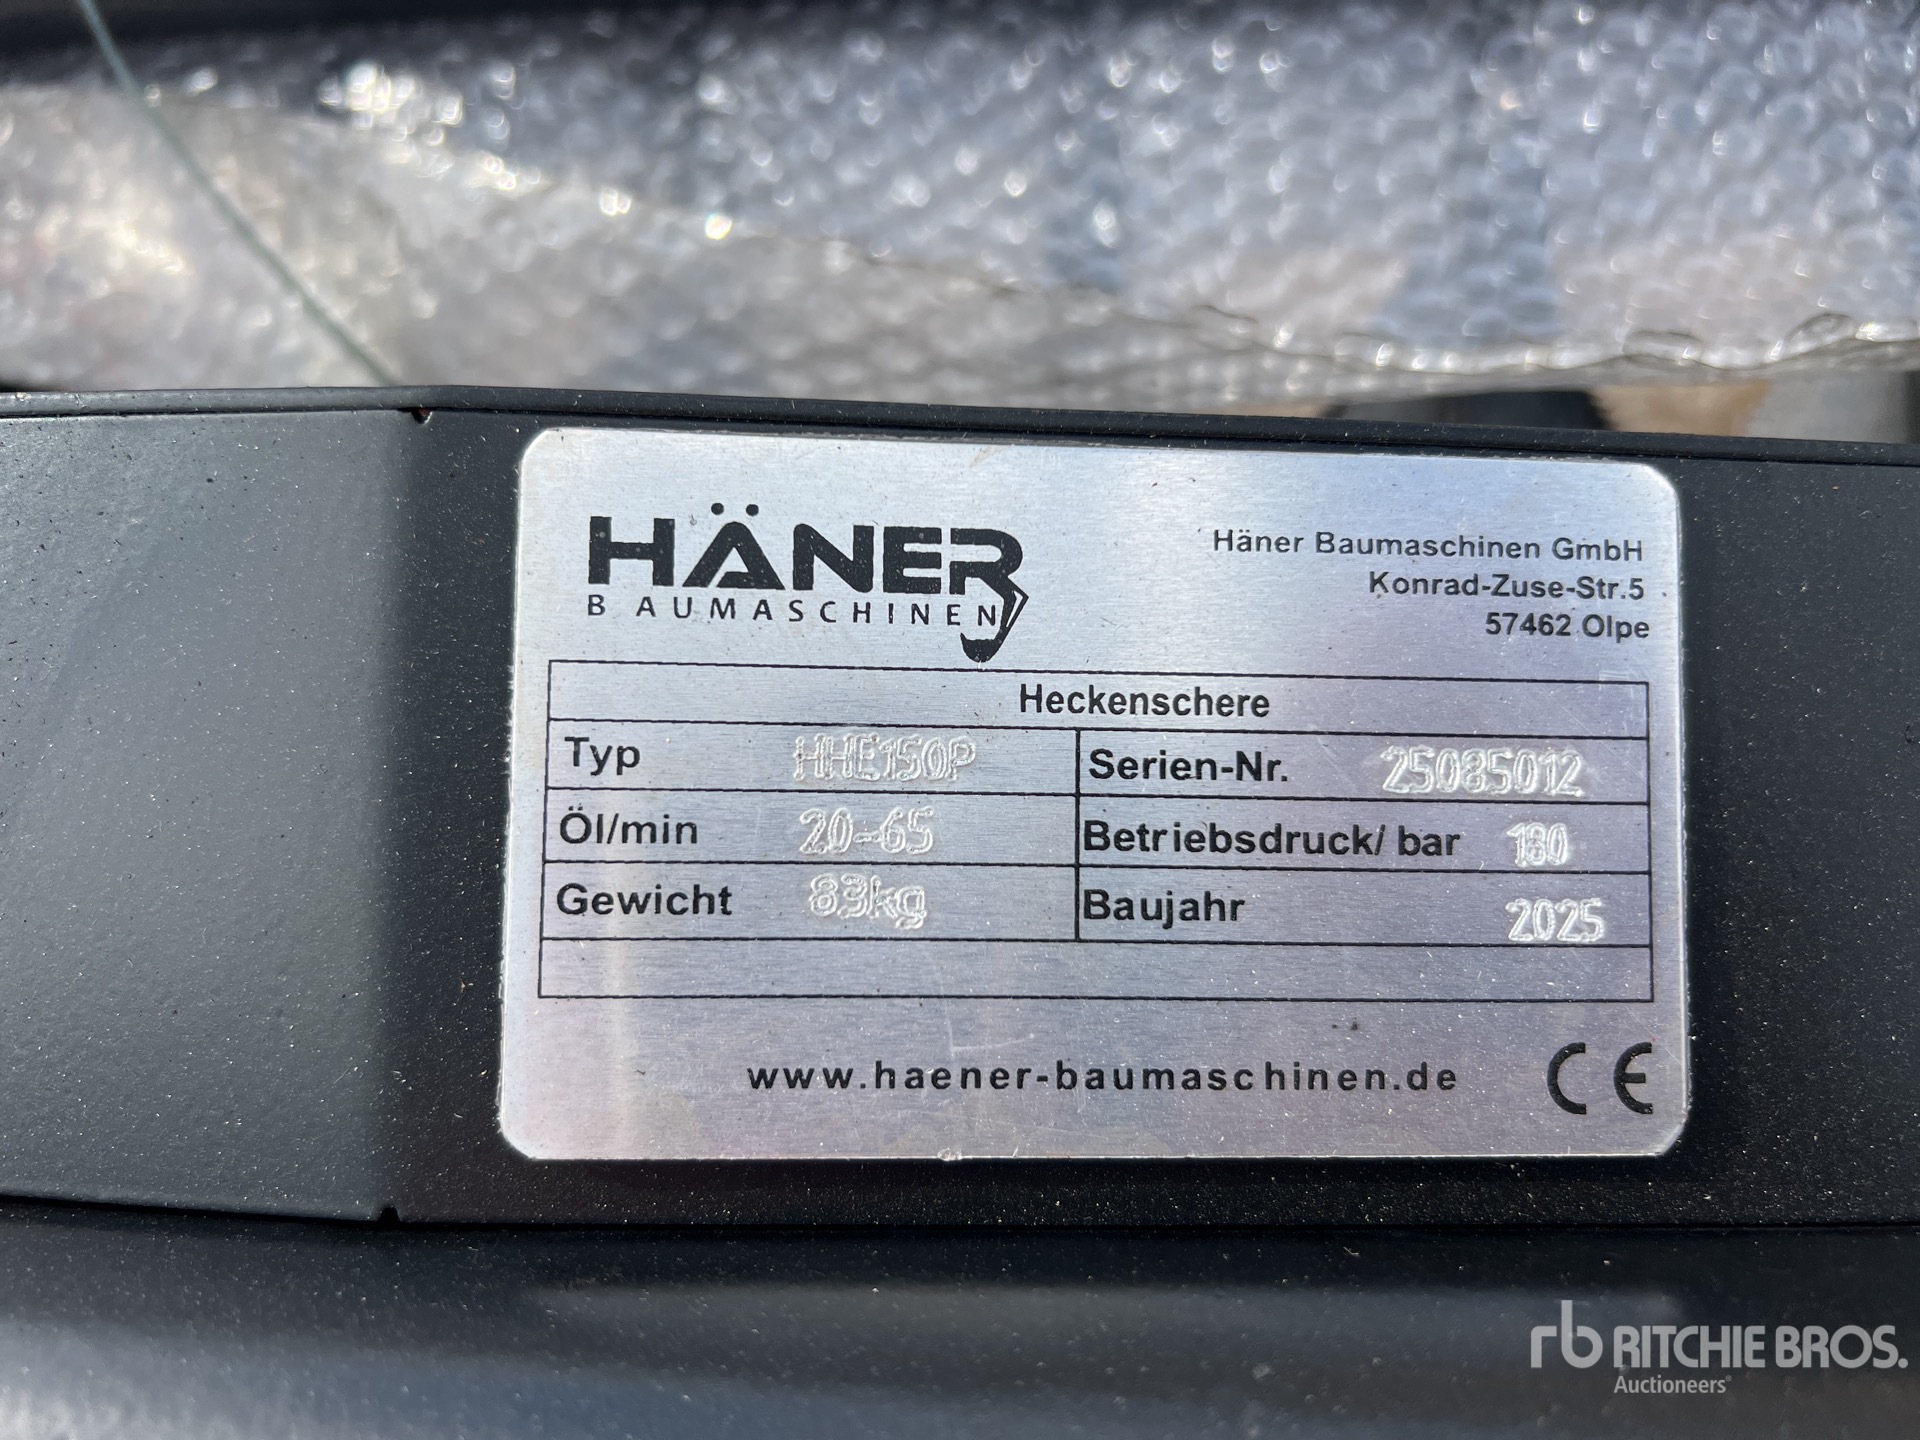 HÄNER
BAUMASCHINEN
Häner Baumaschinen GmbH
Konrad-Zuse-Str.5
57462 Olpe
Heckenschere
Typ HHE150P Serien-Nr. 25085012
Öl/min 20-65 Betriebsdruck/ bar 180
Gewicht 83kg Baujahr 2025
www.haener-baumaschinen.de CE
rb RITCHIE BROS.
Auctioneers